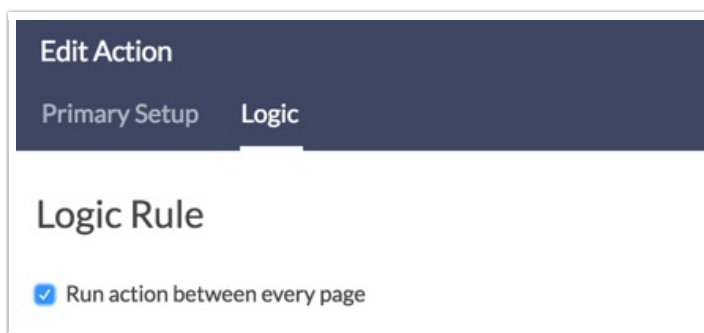 Edit Action
Primary Setup Logic
Logic Rule
Run action between every page